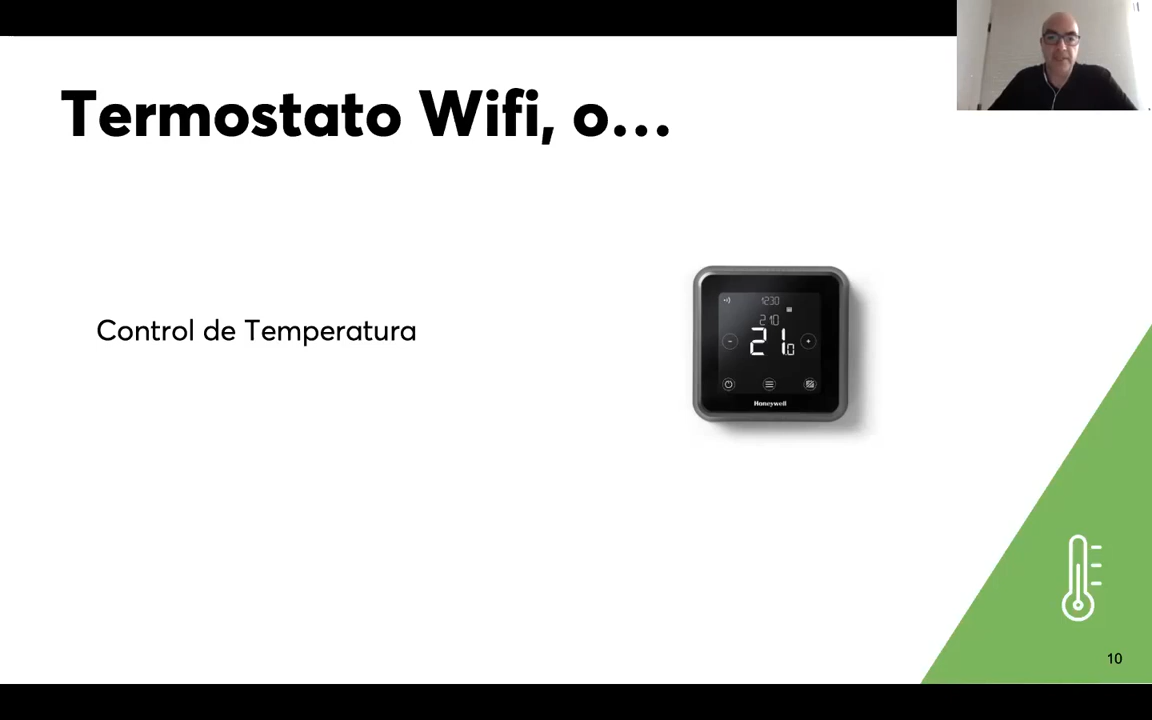 Termostato Wifi, o...
Control de Temperatura
12:30
21.0
21.0
Honeywell
10